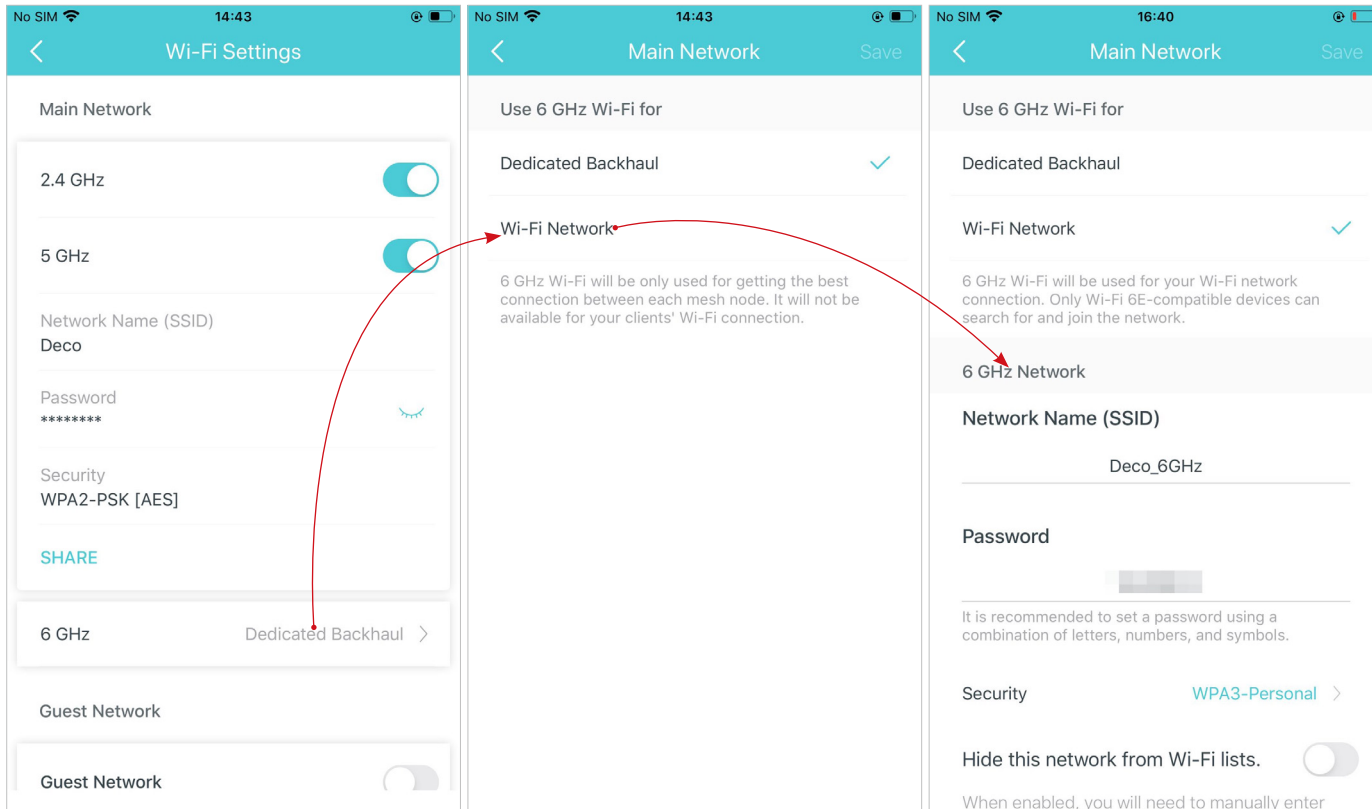 No SIM
14:43
Wi-Fi Settings
Main Network
2.4 GHz
5 GHz
Network Name (SSID)
Deco
Password
********
Security
WPA2-PSK [AES]
SHARE
6 GHz
Dedicated Backhaul
Guest Network
Guest Network
No SIM
14:43
Main Network
Save
Use 6 GHz Wi-Fi for
Dedicated Backhaul
Wi-Fi Network
6 GHz Wi-Fi will be only used for getting the best
connection between each mesh node. It will not be
available for your clients' Wi-Fi connection.
No SIM
16:40
Main Network
Save
Use 6 GHz Wi-Fi for
Dedicated Backhaul
Wi-Fi Network
6 GHz Wi-Fi will be used for your Wi-Fi network
connection. Only Wi-Fi 6E-compatible devices can
search for and join the network.
6 GHz Network
Network Name (SSID)
Deco_6GHz
Password
It is recommended to set a password using a
combination of letters, numbers, and symbols.
Security
WPA3-Personal
Hide this network from Wi-Fi lists.
When enabled, you will need to manually enter